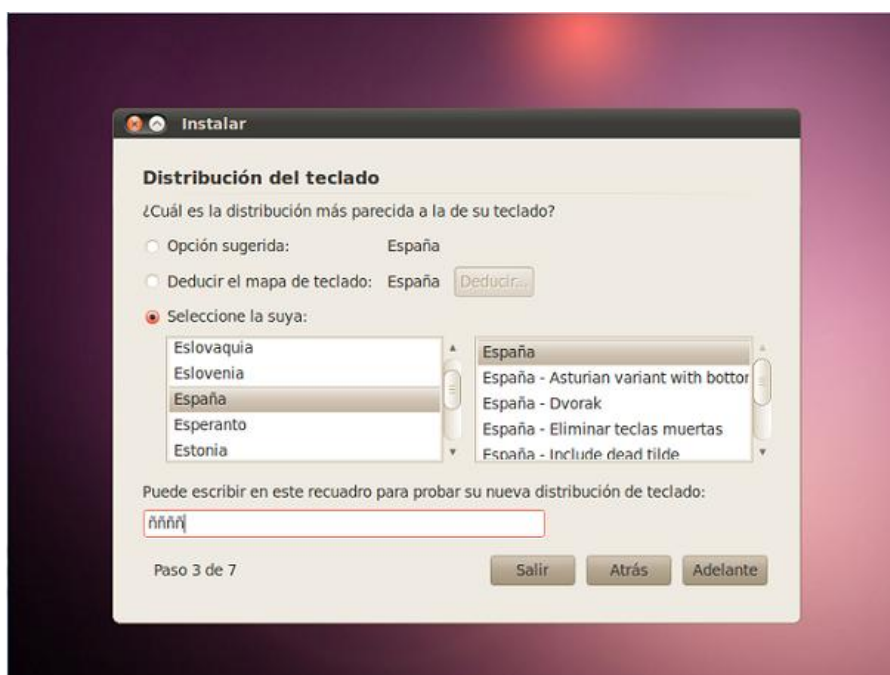 Instalar
Distribución del teclado
¿Cuál es la distribución más parecida a la de su teclado?
Opción sugerida: España
Deducir el mapa de teclado: España Deducir...
Seleccione la suya:
Eslovaquia
Eslovenia
España
Esperanto
Estonia
España
España - Asturian variant with bottor
España - Dvorak
España - Eliminar teclas muertas
España - Include dead tilde
Puede escribir en este recuadro para probar su nueva distribución de teclado:
ññññ
Paso 3 de 7 Salir Atrás Adelante